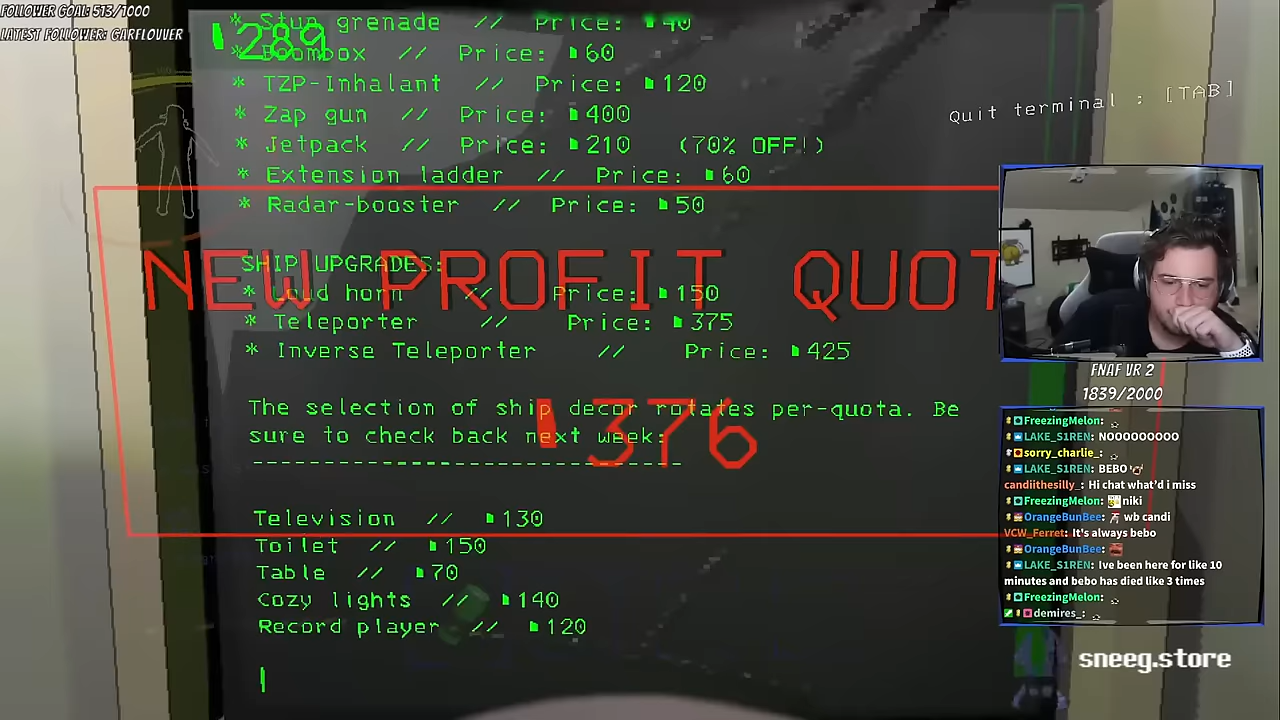 FOLLOWER GOAL: 513/1000
LATEST FOLLOWER: GARFLOVVER
289
* Stun grenade // Price: 40
* Boombox // Price: 60
* TZP-Inhalant // Price: 120
* Zap gun // Price: 400
* Jetpack // Price: 210 (70% OFF!)
* Extension ladder // Price: 60
* Radar-booster // Price: 50
Quit terminal : [TAB]
NEW PROFIT QUOT
376
SHIP UPGRADES:
* Loud horn // Price: 150
* Teleporter // Price: 375
* Inverse Teleporter // Price: 425
The selection of ship decor rotates per-quota. Be
sure to check back next week:
------------------------------
Television // 130
Toilet // 150
Table // 70
Cozy lights // 140
Record player // 120
FNAF VR 2
1839/2000
FreezingMelon:
LAKE_S1REN: NOOOOOOOOO
sorry_charlie_:
LAKE_S1REN: BEBO
candiithesilly_: Hi chat what'd i miss
FreezingMelon: niki
OrangeBunBee: wb candi
VCW_Ferret: It's always bebo
OrangeBunBee:
LAKE_S1REN: Ive been here for like 10
minutes and bebo has died like 3 times
FreezingMelon:
demires_:
sneeg.store